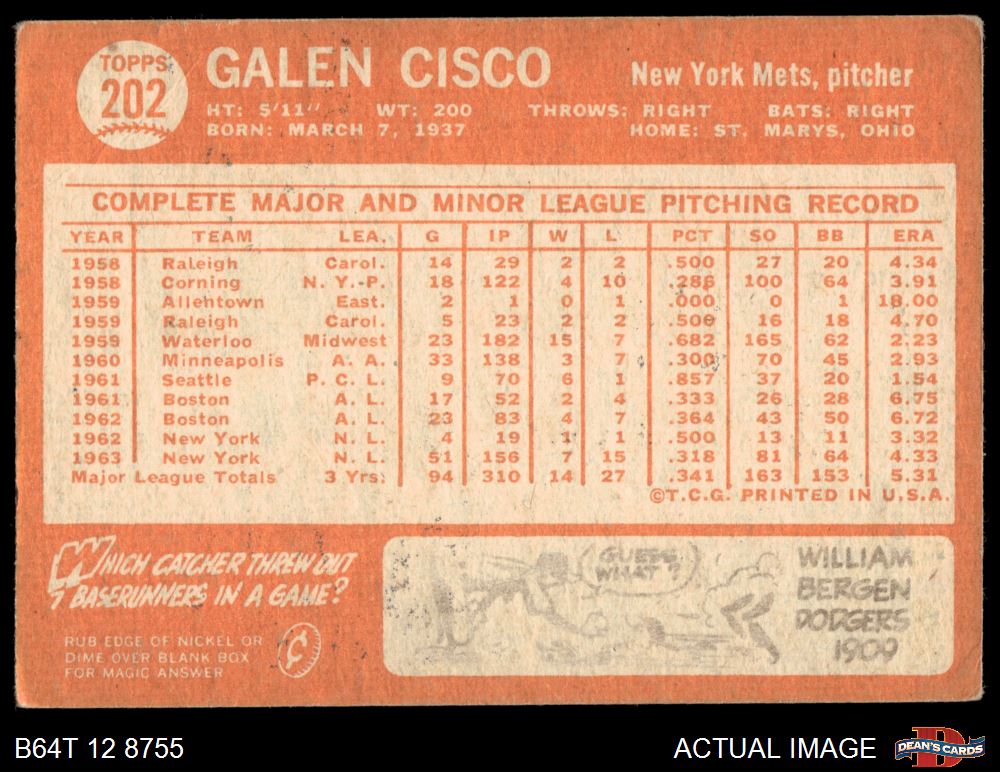 TOPPS
202
GALEN CISCO
New York Mets, pitcher
HT: 5'11" WT: 200 THROWS: RIGHT BATS: RIGHT
BORN: MARCH 7, 1937 HOME: ST. MARYS, OHIO
COMPLETE MAJOR AND MINOR LEAGUE PITCHING RECORD
YEAR TEAM LEA. G IP W L PCT SO BB ERA
1958 Raleigh Carol. 14 29 2 2 .500 27 20 4.34
1958 Corning N. Y.-P. 18 122 4 10 .286 100 64 3.91
1959 Allentown East. 2 1 0 1 .000 0 1 18.00
1959 Raleigh Carol. 5 23 2 2 .500 16 18 4.70
1959 Waterloo Midwest 23 182 15 7 .682 165 62 2.23
1960 Minneapolis A. A. 33 138 3 7 .300 70 45 2.93
1961 Seattle P. C. L. 9 70 6 1 .857 37 20 1.54
1961 Boston A. L. 17 52 2 4 .333 26 28 6.75
1962 Boston A. L. 23 83 4 7 .364 43 50 6.72
1962 New York N. L. 4 19 1 1 .500 13 11 3.32
1963 New York N. L. 51 156 7 15 .318 81 64 4.33
Major League Totals 3 Yrs. 94 310 14 27 .341 163 153 5.31
©T.C.G. PRINTED IN U.S.A.
WHICH CATCHER THREW OUT
7 BASERUNNERS IN A GAME?
RUB EDGE OF NICKEL OR
DIME OVER BLANK BOX
FOR MAGIC ANSWER
¢
GUESS
WHAT?
WILLIAM
BERGEN
DODGERS
1909
B64T 12 8755
ACTUAL IMAGE
D
DEAN'S CARDS